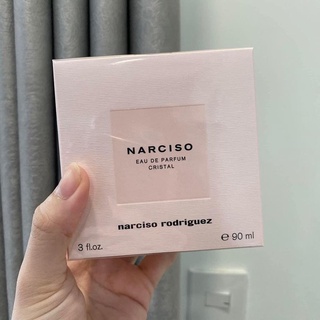 NARCISO
EAU DE PARFUM
CRISTAL
narciso rodriguez
3 fl.oz. ℮ 90 ml